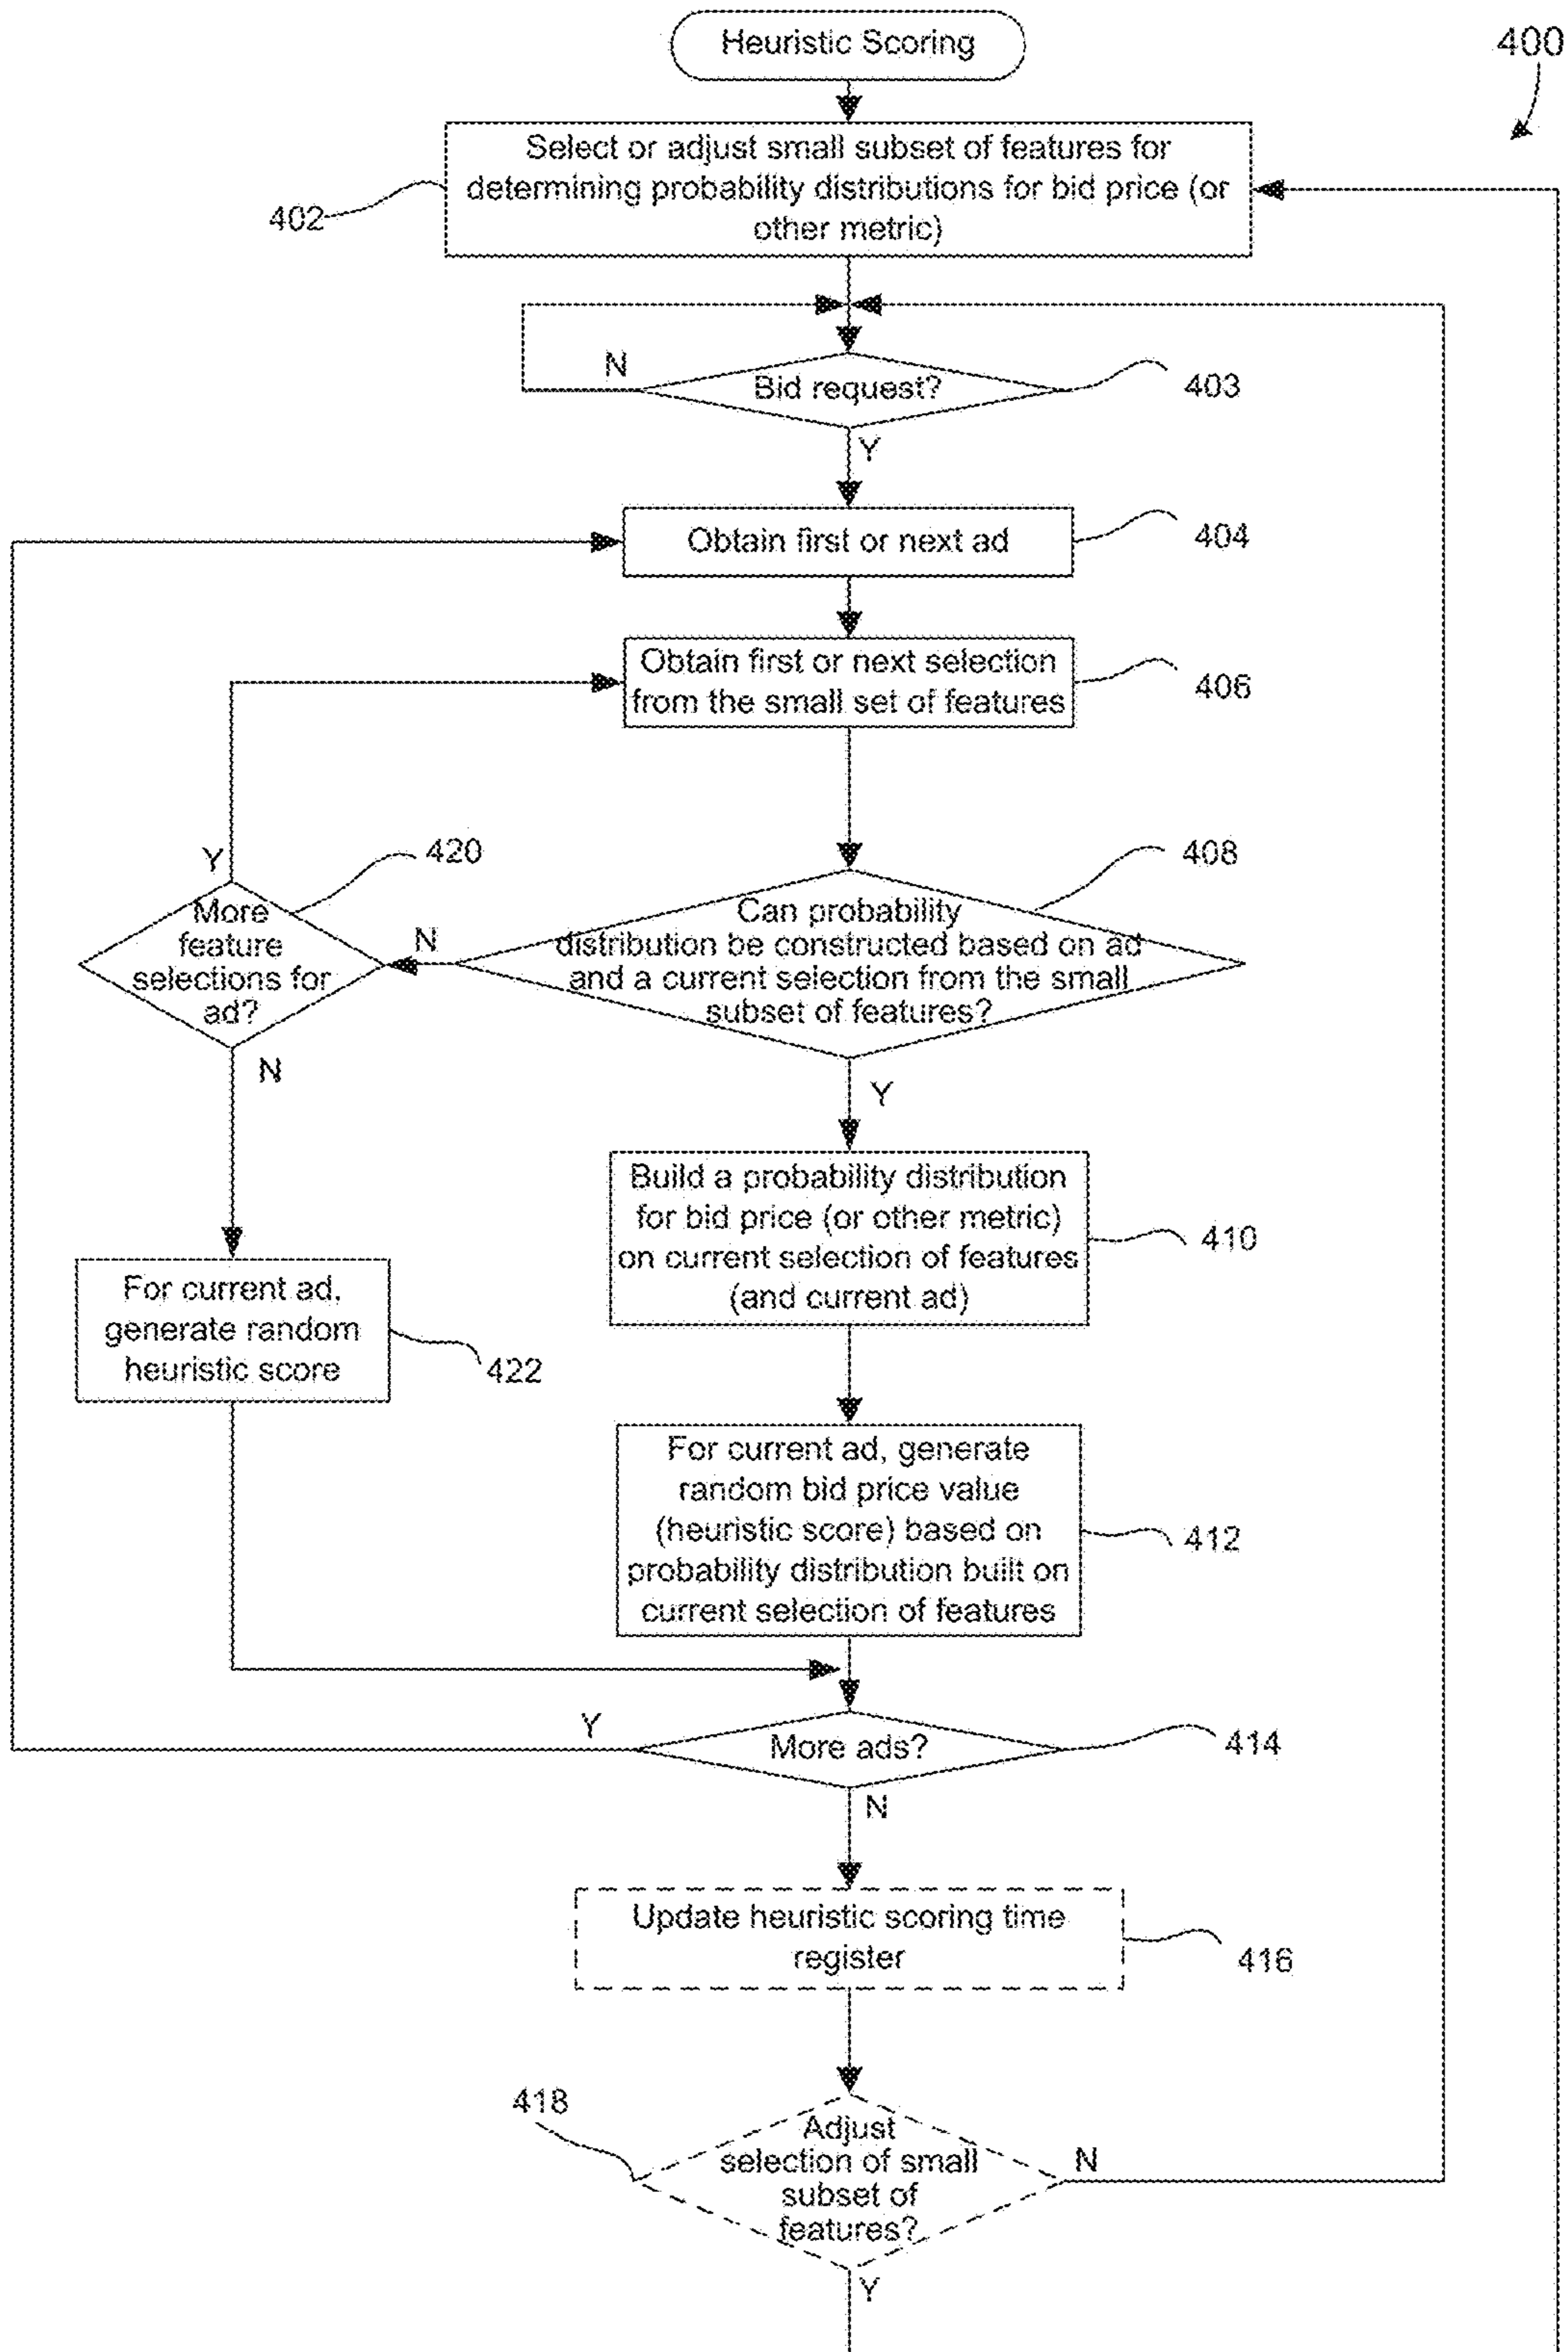 Heuristic Scoring
400
Select or adjust small subset of features for
determining probability distributions for bid price (or
other metric)
402
N
Bid request?
403
Y
Obtain first or next ad
404
Obtain first or next selection
from the small set of features
406
Y
420
More
feature
selections for
ad?
N
N
Can probability
distribution be constructed based on ad
and a current selection from the small
subset of features?
408
Y
Build a probability distribution
for bid price (or other metric)
on current selection of features
(and current ad)
410
For current ad,
generate random
heuristic score
422
For current ad, generate
random bid price value
(heuristic score) based on
probability distribution built on
current selection of features
412
Y
More ads?
414
N
Update heuristic scoring time
register
416
418
Adjust
selection of small
subset of
features?
N
Y